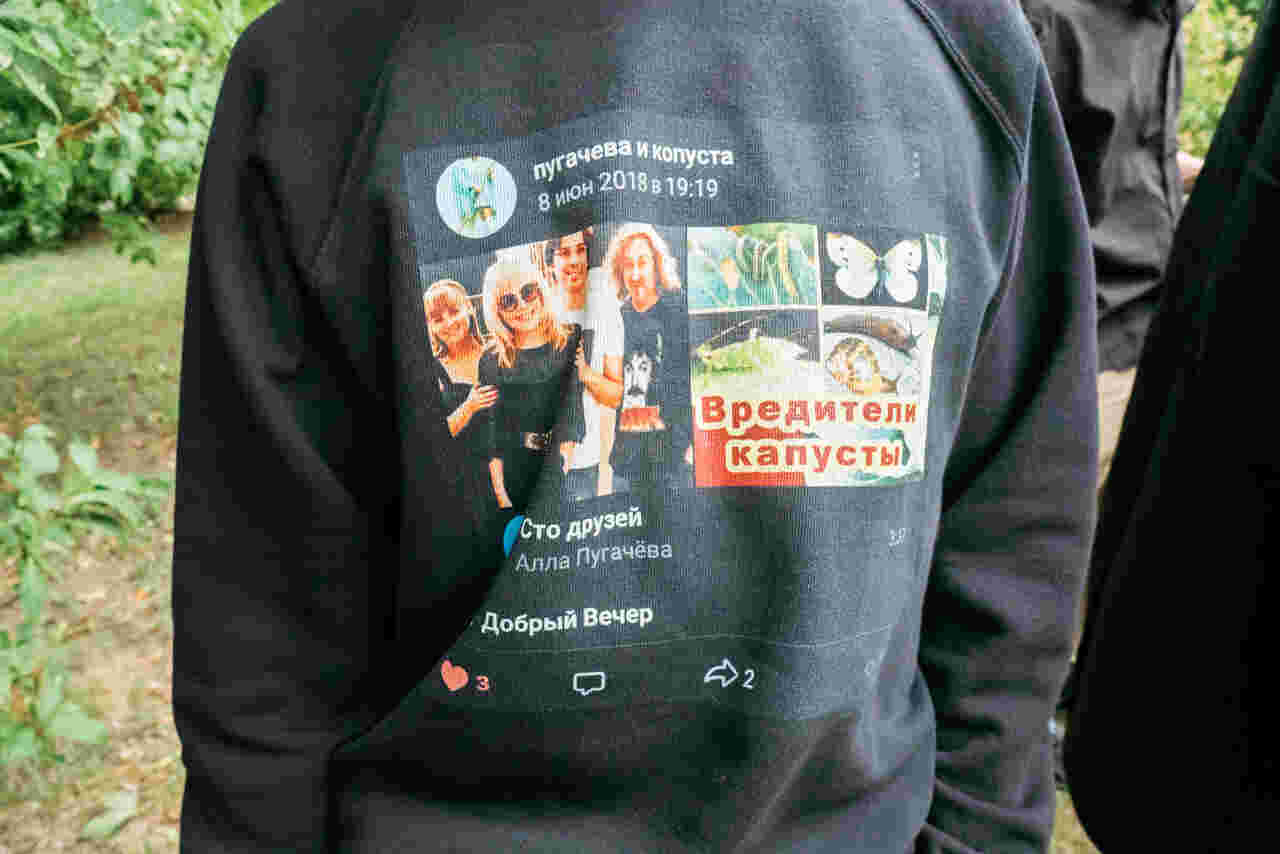 пугачева и копуста
8 июн 2018 в 19:19
Вредители
капусты
Сто друзей
Алла Пугачёва
Добрый Вечер
3
2